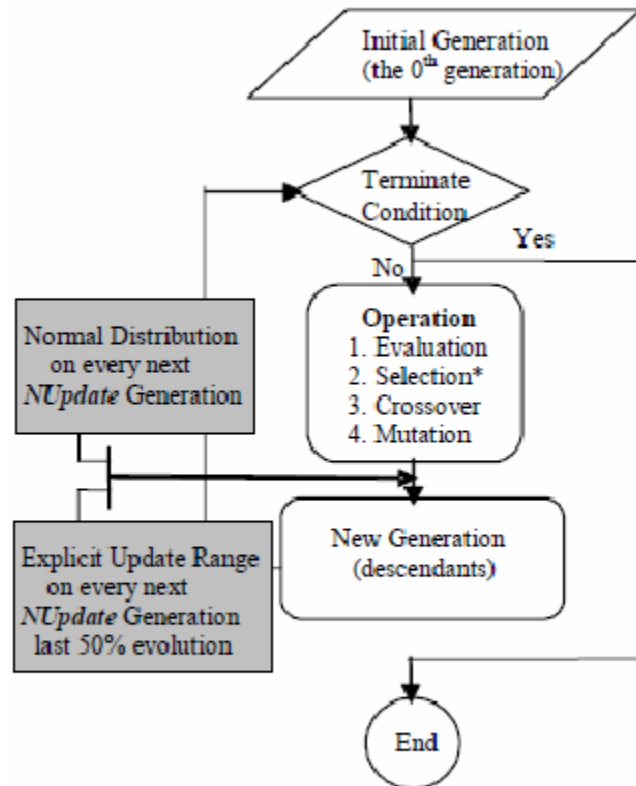 Initial Generation
(the 0th generation)
Terminate
Condition
Yes
No
Operation
1. Evaluation
2. Selection*
3. Crossover
4. Mutation
Normal Distribution
on every next
NUpdate Generation
New Generation
(descendants)
Explicit Update Range
on every next
NUpdate Generation
last 50% evolution
End